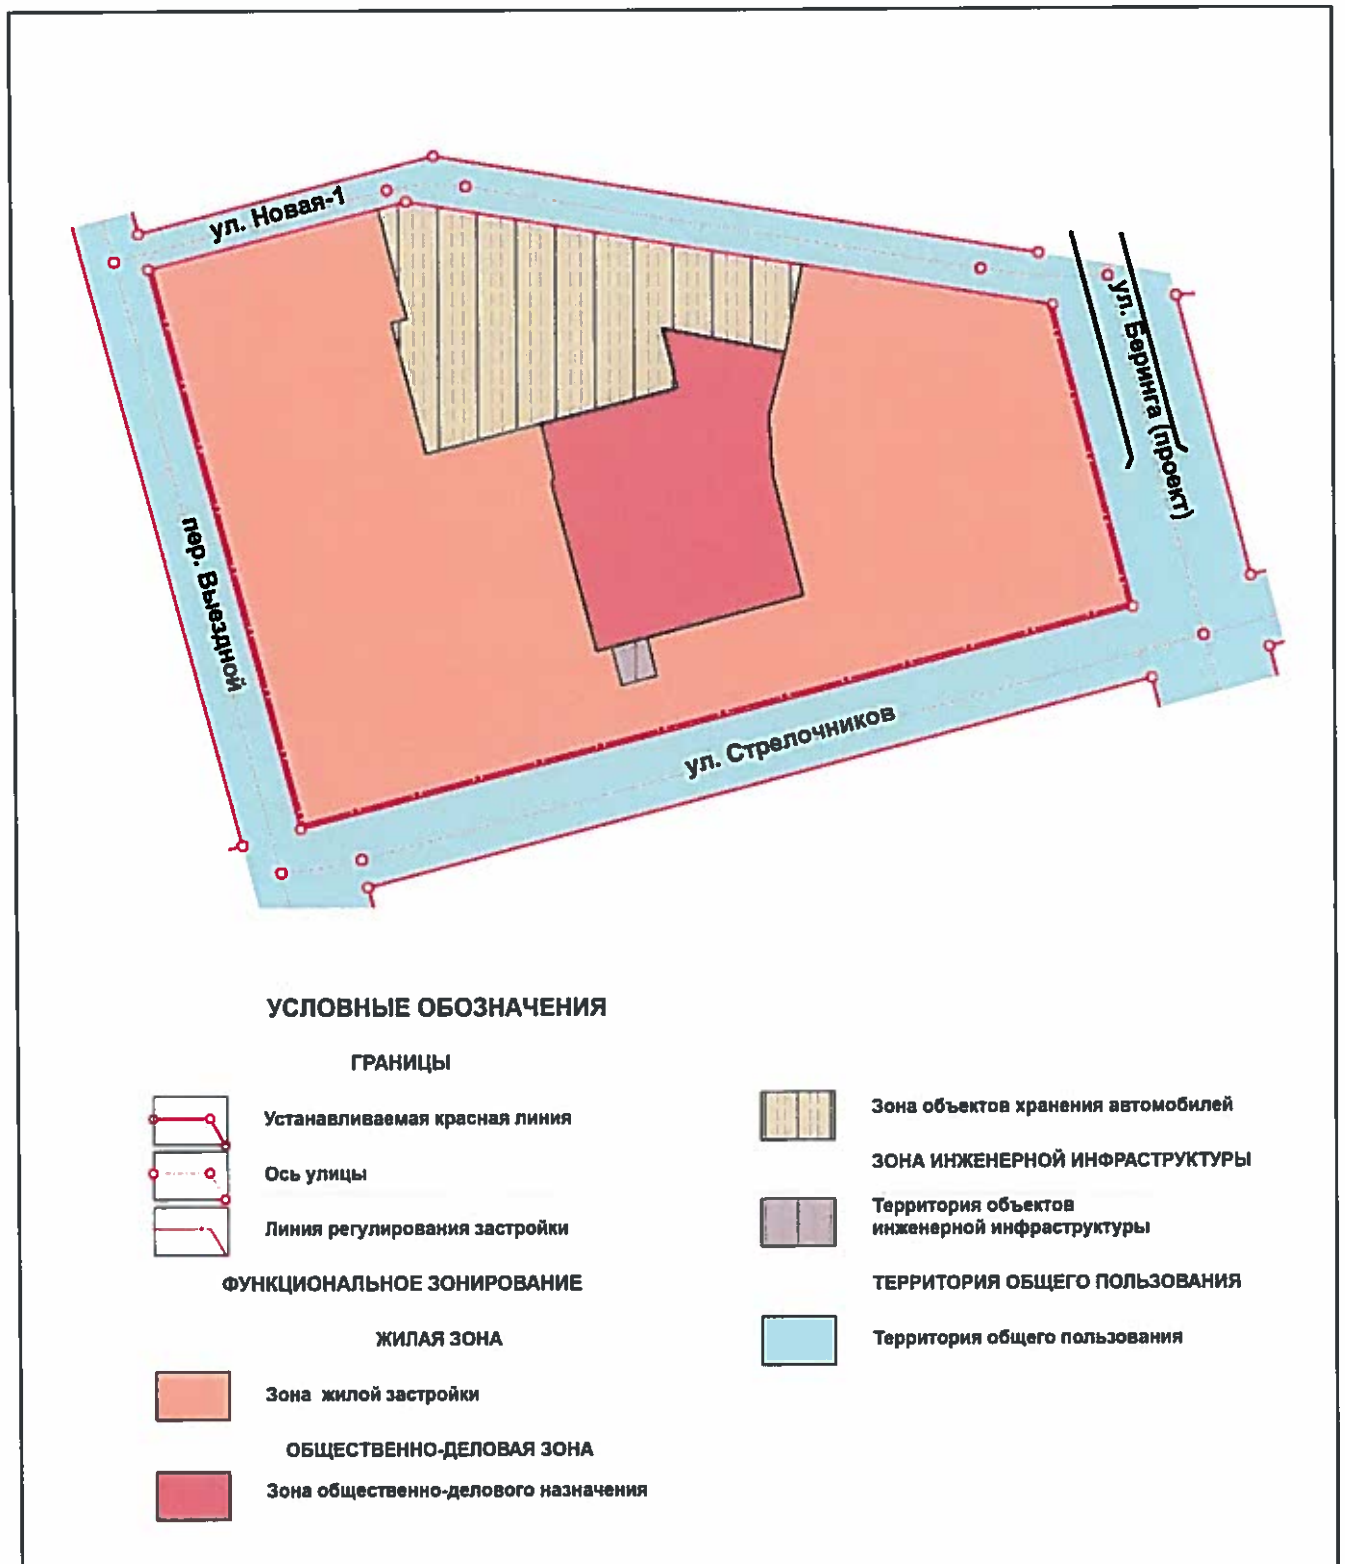 ул. Новая-1
ул. Беринга (проект)
пер. Выездной
ул. Стрелочников
УСЛОВНЫЕ ОБОЗНАЧЕНИЯ
ГРАНИЦЫ
Устанавливаемая красная линия
Ось улицы
Линия регулирования застройки
ФУНКЦИОНАЛЬНОЕ ЗОНИРОВАНИЕ
ЖИЛАЯ ЗОНА
Зона жилой застройки
ОБЩЕСТВЕННО-ДЕЛОВАЯ ЗОНА
Зона общественно-делового назначения
Зона объектов хранения автомобилей
ЗОНА ИНЖЕНЕРНОЙ ИНФРАСТРУКТУРЫ
Территория объектов
инженерной инфраструктуры
ТЕРРИТОРИЯ ОБЩЕГО ПОЛЬЗОВАНИЯ
Территория общего пользования